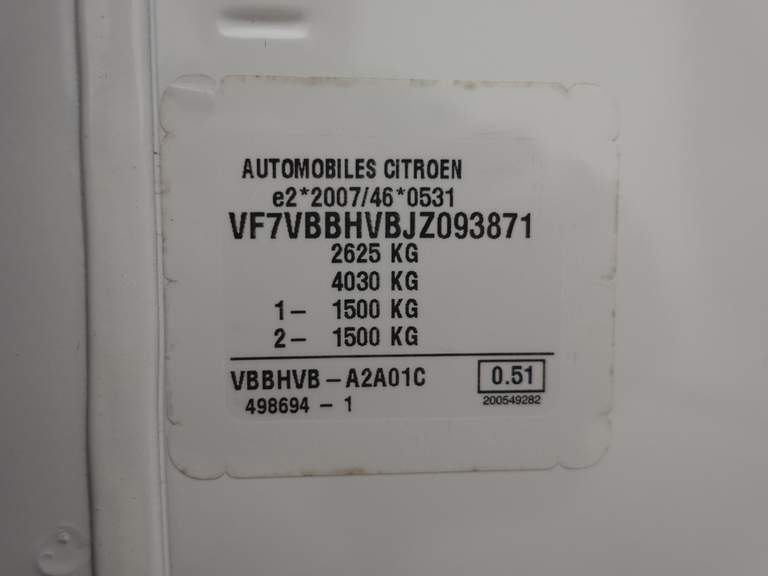 AUTOMOBILES CITROEN
e2*2007/46*0531
VF7VBBHVBJZ093871
2625 KG
4030 KG
1- 1500 KG
2- 1500 KG
VBBHVB-A2A01C 0.51
498694-1 200549282